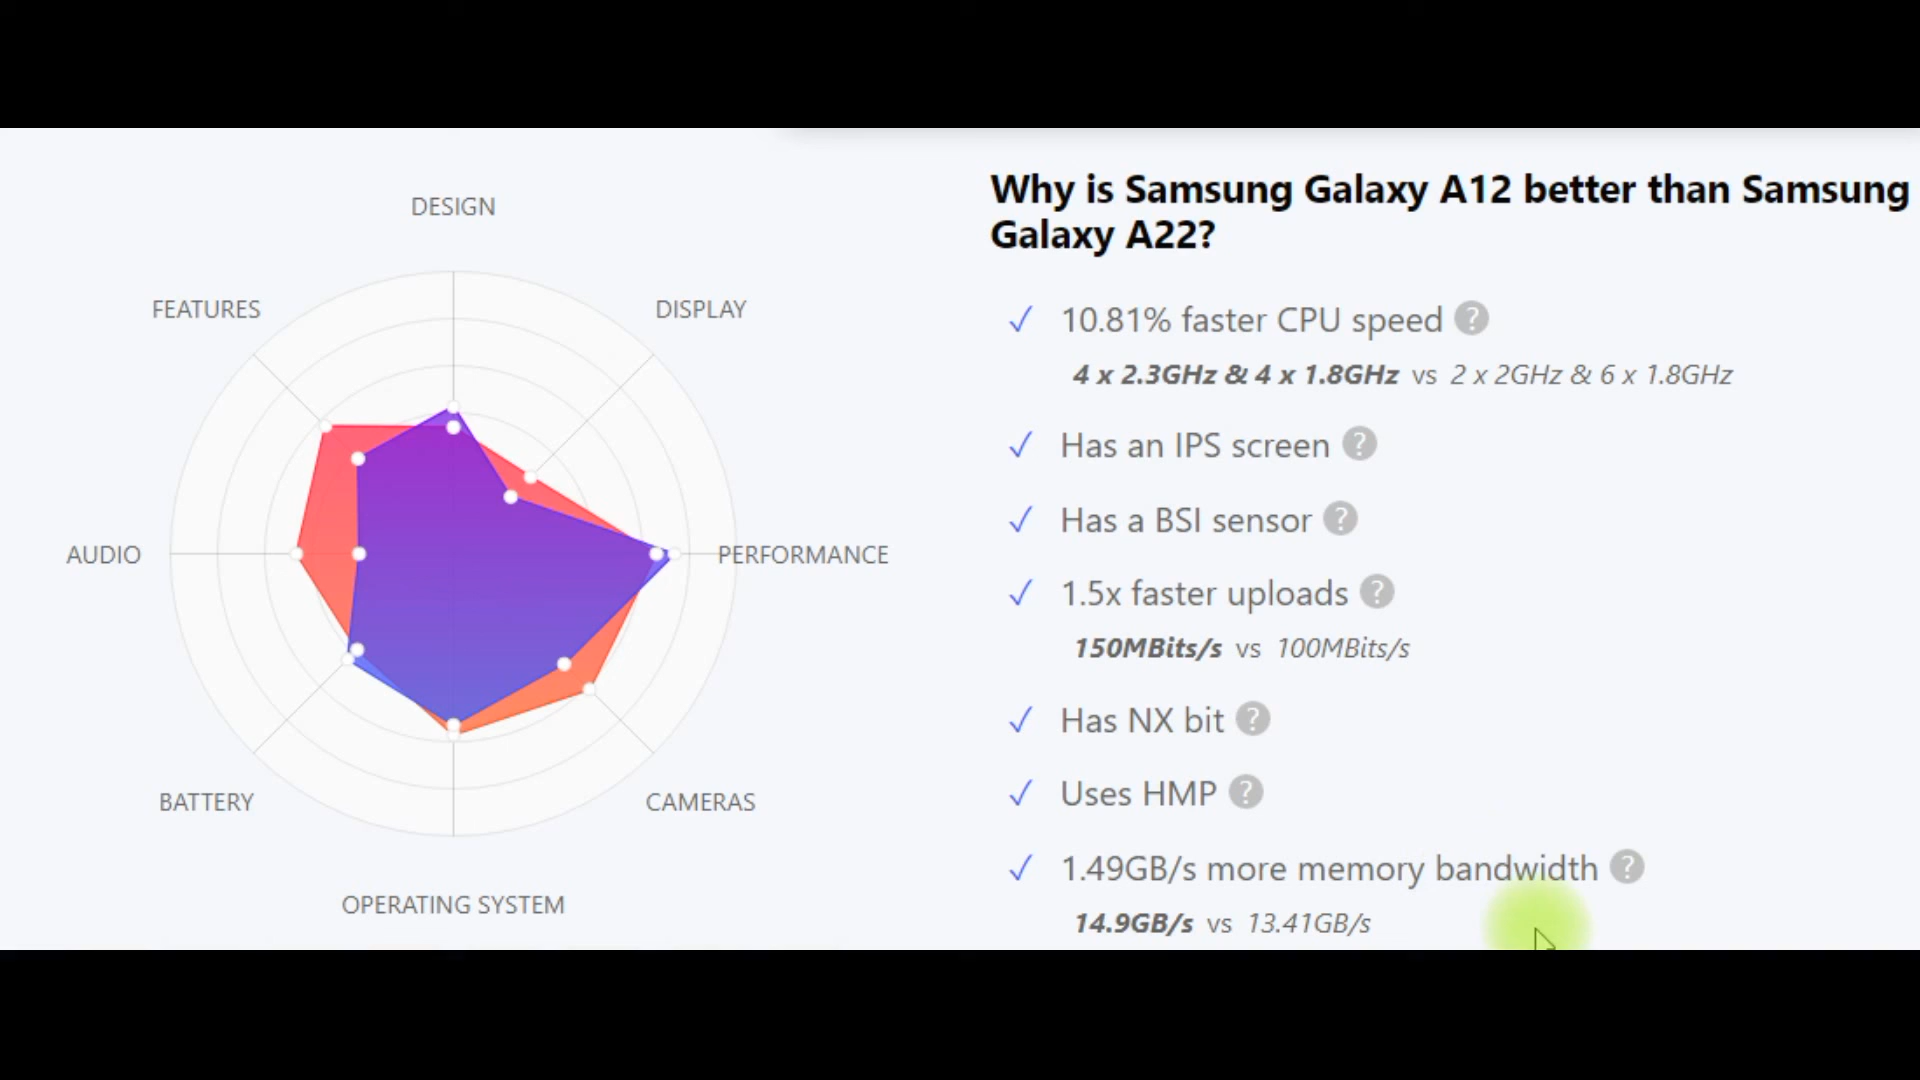 DESIGN
FEATURES
DISPLAY
AUDIO
PERFORMANCE
BATTERY
CAMERAS
OPERATING SYSTEM
Why is Samsung Galaxy A12 better than Samsung
Galaxy A22?
✓ 10.81% faster CPU speed ?
4 x 2.3GHz & 4 x 1.8GHz vs 2 x 2GHz & 6 x 1.8GHz
✓ Has an IPS screen ?
✓ Has a BSI sensor ?
✓ 1.5x faster uploads ?
150MBits/s vs 100MBits/s
✓ Has NX bit ?
✓ Uses HMP ?
✓ 1.49GB/s more memory bandwidth ?
14.9GB/s vs 13.41GB/s